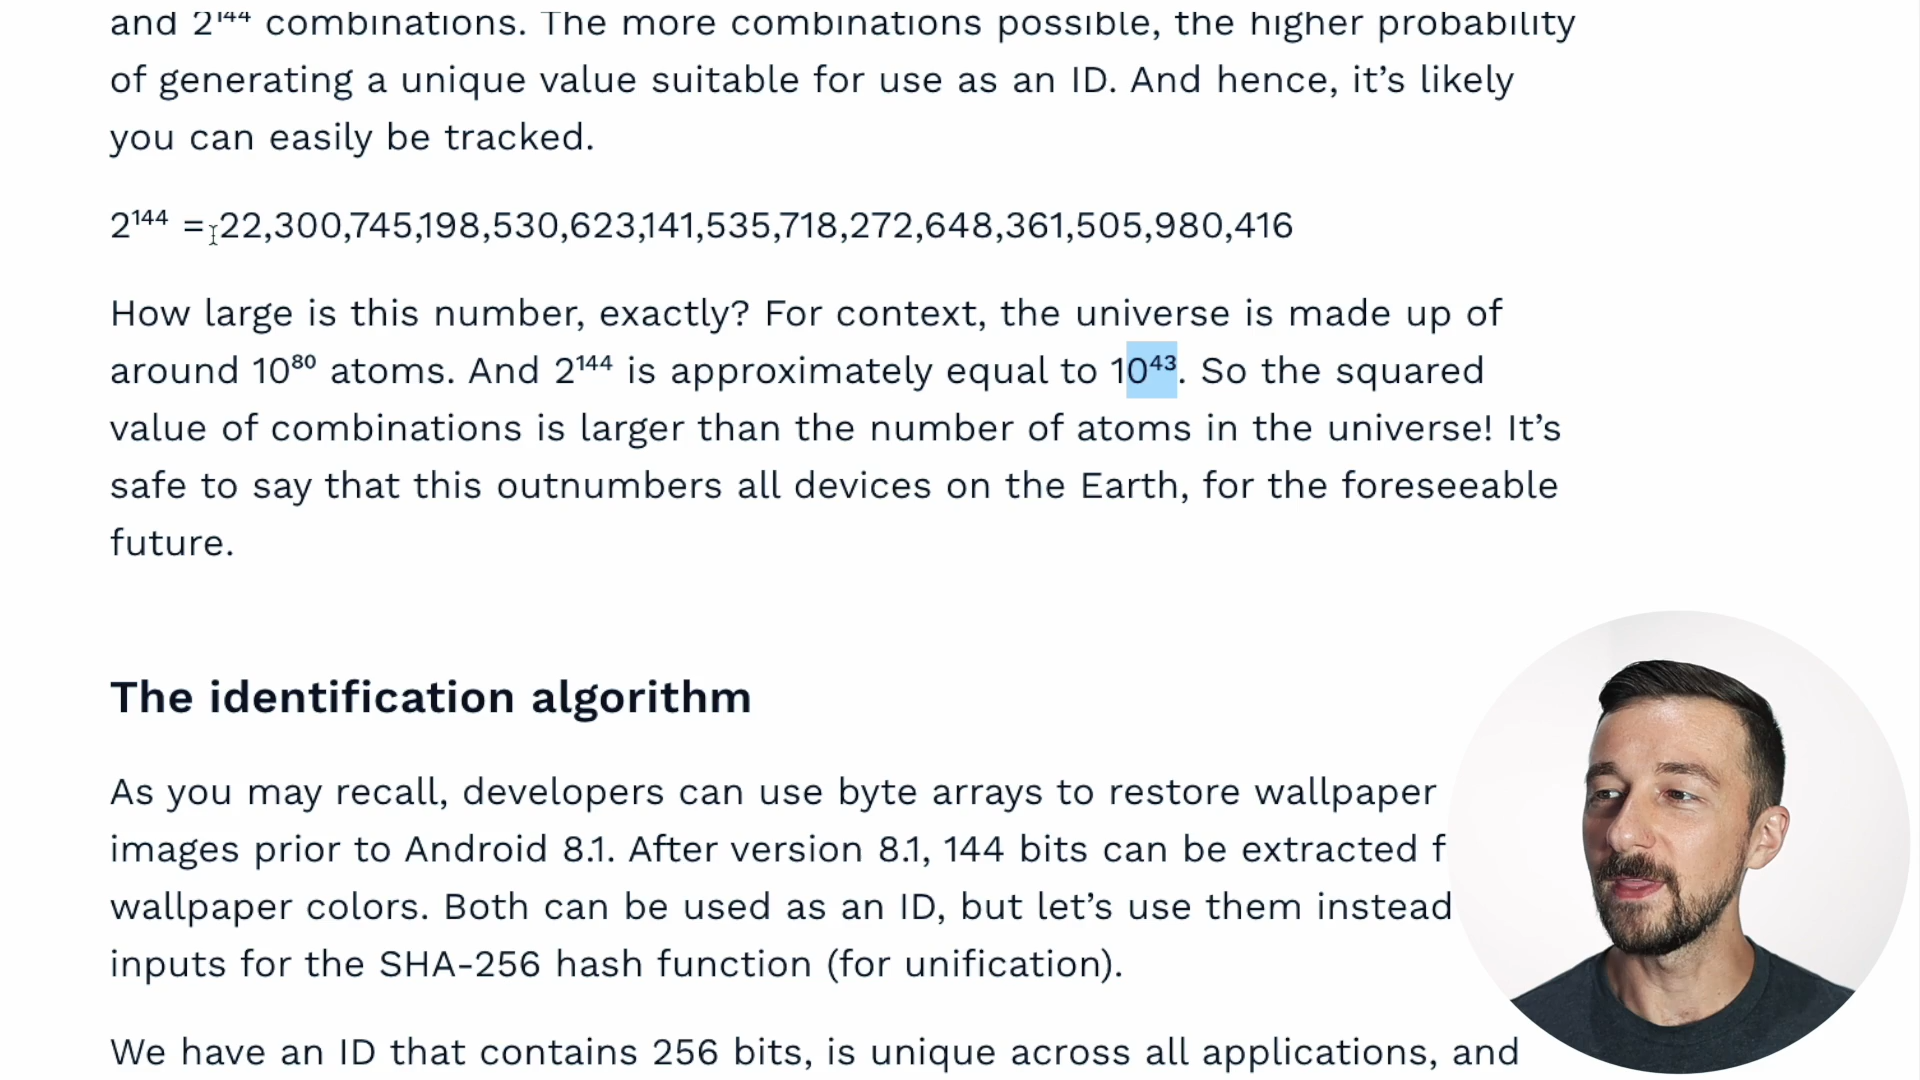 and 2¹⁴⁴ combinations. The more combinations possible, the higher probability
of generating a unique value suitable for use as an ID. And hence, it’s likely
you can easily be tracked.
2¹⁴⁴ = 22,300,745,198,530,623,141,535,718,272,648,361,505,980,416
How large is this number, exactly? For context, the universe is made up of
around 10⁸⁰ atoms. And 2¹⁴⁴ is approximately equal to 10⁴³. So the squared
value of combinations is larger than the number of atoms in the universe! It’s
safe to say that this outnumbers all devices on the Earth, for the foreseeable
future.
The identification algorithm
As you may recall, developers can use byte arrays to restore wallpaper
images prior to Android 8.1. After version 8.1, 144 bits can be extracted f
wallpaper colors. Both can be used as an ID, but let’s use them instead
inputs for the SHA-256 hash function (for unification).
We have an ID that contains 256 bits, is unique across all applications, and